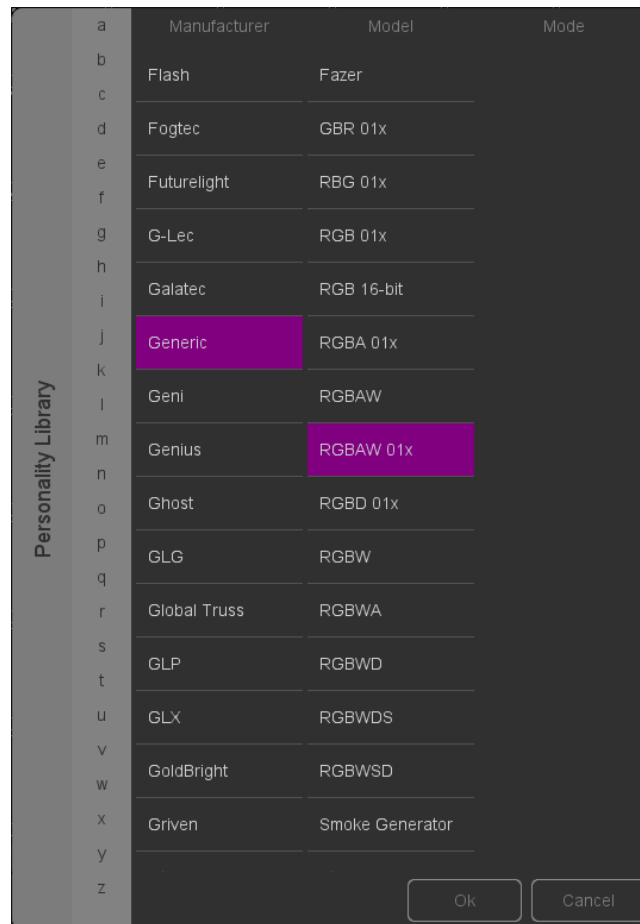 Personality Library
a
b
c
d
e
f
g
h
i
j
k
l
m
n
o
p
q
r
s
t
u
v
w
x
y
z
Manufacturer Model Mode
Flash Fazer
Fogtec GBR 01x
Futurelight RBG 01x
G-Lec RGB 01x
Galatec RGB 16-bit
Generic RGBA 01x
Geni RGBAW
Genius RGBAW 01x
Ghost RGBD 01x
GLG RGBW
Global Truss RGBWA
GLP RGBWD
GLX RGBWDS
GoldBright RGBWSD
Griven Smoke Generator
Ok Cancel